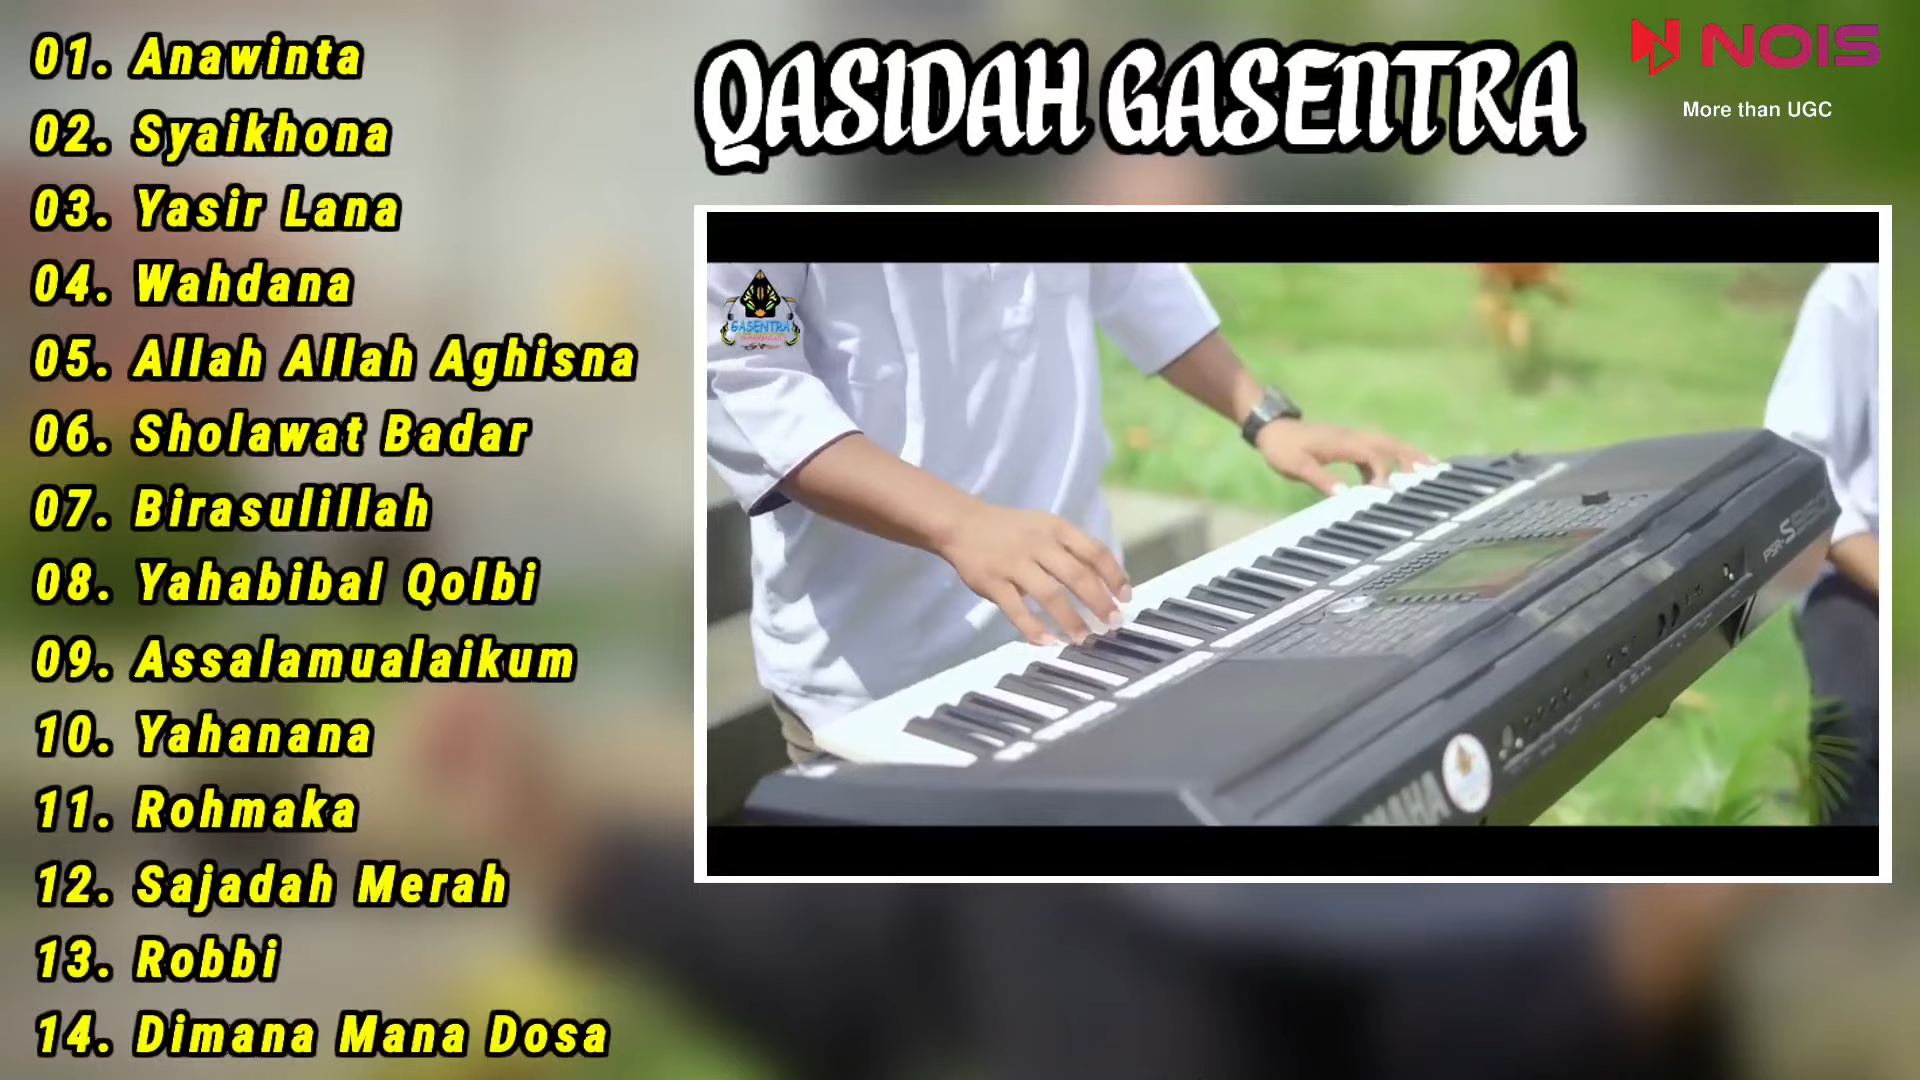 01. Anawinta
02. Syaikhona
03. Yasir Lana
04. Wahdana
05. Allah Allah Aghisna
06. Sholawat Badar
07. Birasulillah
08. Yahabibal Qolbi
09. Assalamualaikum
10. Yahanana
11. Rohmaka
12. Sajadah Merah
13. Robbi
14. Dimana Mana Dosa
QASIDAH GASENTRA
NOIS
More than UGC
GASENTRA
PSR-S950